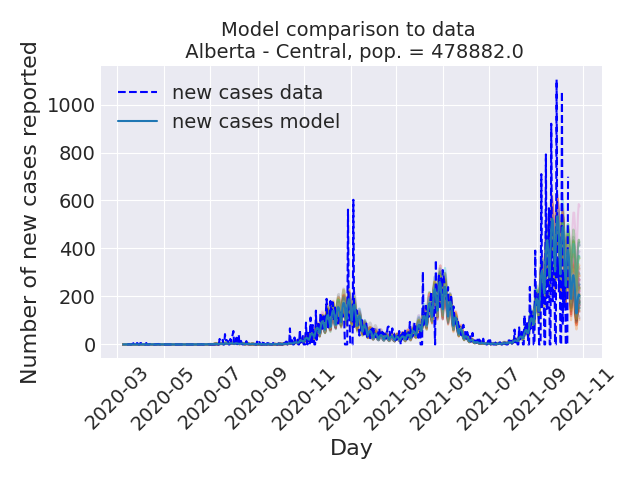 Model comparison to data
Alberta - Central, pop. = 478882.0
new cases data
new cases model
Number of new cases reported
1000
800
600
400
200
0
2020-03
2020-05
2020-07
2020-09
2020-11
2021-01
2021-03
2021-05
2021-07
2021-09
2021-11
Day